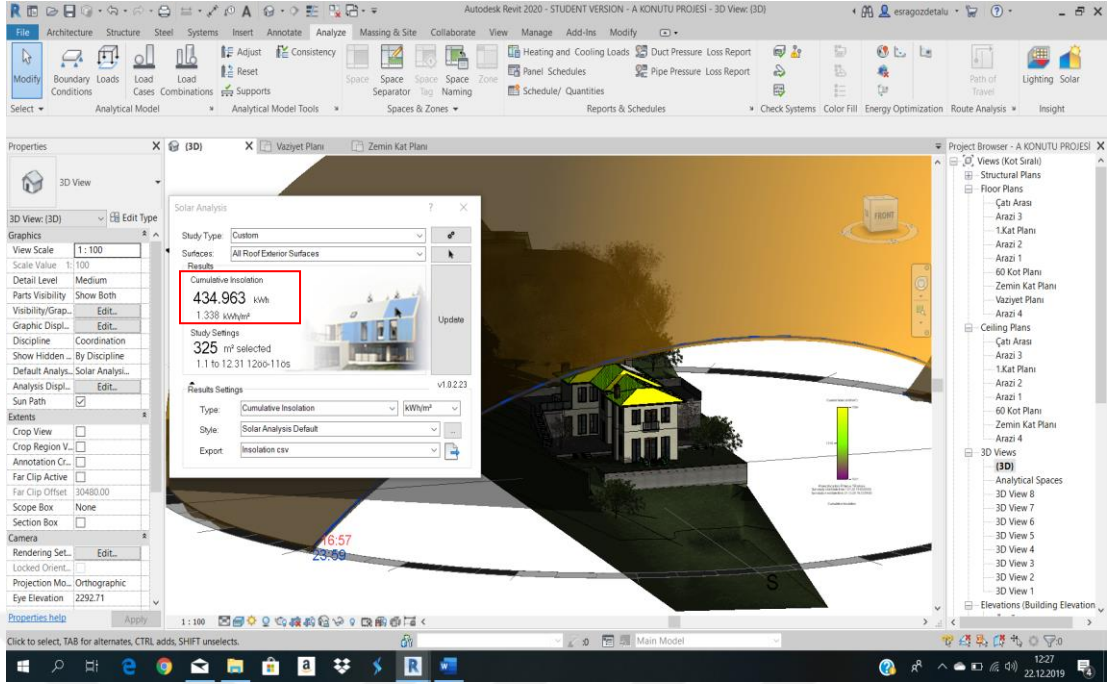 Autodesk Revit 2020 - STUDENT VERSION - A KONUTU PROJESI - 3D View: {3D}
esragozdetalu
File Architecture Structure Steel Systems Insert Annotate Analyze Massing & Site Collaborate View Manage Add-Ins Modify
Adjust Consistency Heating and Cooling Loads Duct Pressure Loss Report
Reset Panel Schedules Pipe Pressure Loss Report
Supports Schedule/ Quantities
Modify Boundary Conditions Loads Load Cases Load Combinations Space Space Separator Space Tag Space Naming Zone Path of Travel Lighting Solar
Select Analytical Model Analytical Model Tools Spaces & Zones Reports & Schedules Check Systems Color Fill Energy Optimization Route Analysis Insight
Properties
3D View
3D View: {3D} Edit Type
Graphics
View Scale 1 : 100
Scale Value 1: 100
Detail Level Medium
Parts Visibility Show Both
Visibility/Grap... Edit...
Graphic Displ... Edit...
Discipline Coordination
Show Hidden ... By Discipline
Default Analys... Solar Analysi...
Analysis Displ... Edit...
Sun Path
Extents
Crop View
Crop Region V...
Annotation Cr...
Far Clip Active
Far Clip Offset 30480.00
Scope Box None
Section Box
Camera
Rendering Set... Edit...
Locked Orient...
Projection Mo... Orthographic
Eye Elevation 2292.71
Properties help Apply
{3D} Vaziyet Planı Zemin Kat Planı
Solar Analysis ?
Study Type: Custom
Surfaces: All Roof Exterior Surfaces
Results
Cumulative Insolation
434.963 kWh
1.338 kWh/m²
Update
Study Settings
325 m² selected
1.1 to 12.31 12öö-11ös
v1.0.2.23
Results Settings
Type: Cumulative Insolation kWh/m²
Style: Solar Analysis Default ...
Export: Insolation csv
FRONT
16:57
23:59
S
Project Browser - A KONUTU PROJESİ
Views (Kot Sıralı)
Structural Plans
Floor Plans
Çatı Arası
Arazi 3
1.Kat Planı
Arazi 2
Arazi 1
60 Kot Planı
Zemin Kat Planı
Vaziyet Planı
Arazi 4
Ceiling Plans
Çatı Arası
Arazi 3
1.Kat Planı
Arazi 2
Arazi 1
60 Kot Planı
Zemin Kat Planı
Arazi 4
3D Views
{3D}
Analytical Spaces
3D View 8
3D View 7
3D View 6
3D View 5
3D View 4
3D View 3
3D View 2
3D View 1
Elevations (Building Elevation
1 : 100
Click to select, TAB for alternates, CTRL adds, SHIFT unselects. :0 Main Model :0
12:27
22.12.2019